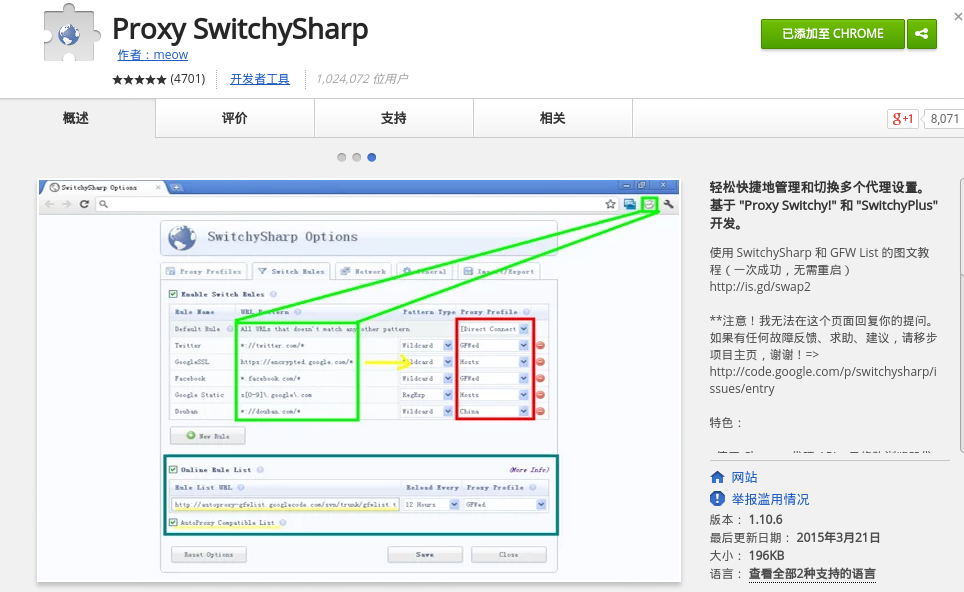 Proxy SwitchySharp
作者：meow
★★★★★ (4701) 开发者工具 1,024,072 位用户
已添加至 CHROME
概述 评价 支持 相关
g+1 8,071
SwitchySharp Options
SwitchySharp Options
Proxy Profiles Switch Rules Network General Import/Export
Enable Switch Rules
Rule Name URL Pattern Pattern Type Proxy Profile
Default Rule All URLs that doesn't match any other pattern [Direct Connect
Twitter *://twitter.com/* Wildcard GFWed
GoogleSSL https://encrypted.google.com/* Wildcard Hosts
Facebook *.facebook.com/* Wildcard GFWed
Google Static s[0-9]\.google\.com RegExp Hosts
Douban *://douban.com/* Wildcard China
New Rule
Online Rule List (More Info)
Rule List URL Reload Every Proxy Profile
http://autoproxy-gfwlist.googlecode.com/svn/trunk/gfwlist.t 12 Hours GFWed
AutoProxy Compatible List
Reset Options Save Close
轻松快捷地管理和切换多个代理设置。
基于 "Proxy Switchy!" 和 "SwitchyPlus"
开发。
使用 SwitchySharp 和 GFW List 的图文教
程（一次成功，无需重启）
http://is.gd/swap2
**注意！我无法在这个页面回复你的提问。
如果有任何故障反馈、求助、建议，请移步
项目主页，谢谢！=>
http://code.google.com/p/switchysharp/i
ssues/entry
特色：
网站
举报滥用情况
版本： 1.10.6
最后更新日期： 2015年3月21日
大小： 196KB
语言： 查看全部2种支持的语言